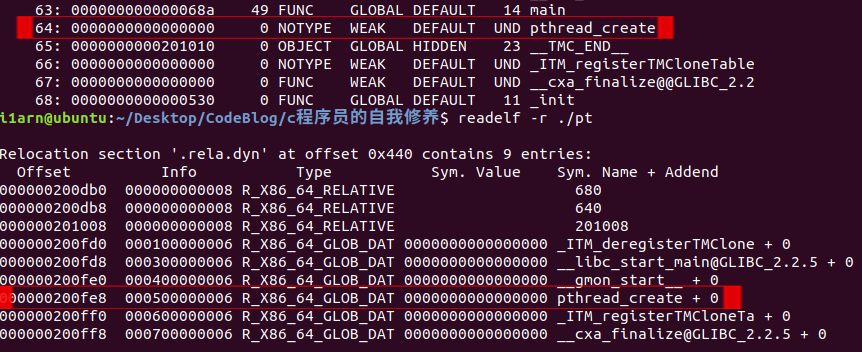 63: 000000000000068a 49 FUNC GLOBAL DEFAULT 14 main
64: 0000000000000000 0 NOTYPE WEAK DEFAULT UND pthread_create
65: 0000000000201010 0 OBJECT GLOBAL HIDDEN 23 __TMC_END__
66: 0000000000000000 0 NOTYPE WEAK DEFAULT UND _ITM_registerTMCloneTable
67: 0000000000000000 0 FUNC WEAK DEFAULT UND __cxa_finalize@@GLIBC_2.2
68: 0000000000000530 0 FUNC GLOBAL DEFAULT 11 _init
i1arn@ubuntu:~/Desktop/CodeBlog/c程序员的自我修养$ readelf -r ./pt
Relocation section '.rela.dyn' at offset 0x440 contains 9 entries:
Offset Info Type Sym. Value Sym. Name + Addend
000000200db0 000000000008 R_X86_64_RELATIVE 680
000000200db8 000000000008 R_X86_64_RELATIVE 640
000000201008 000000000008 R_X86_64_RELATIVE 201008
000000200fd0 000100000006 R_X86_64_GLOB_DAT 0000000000000000 _ITM_deregisterTMClone + 0
000000200fd8 000300000006 R_X86_64_GLOB_DAT 0000000000000000 __libc_start_main@GLIBC_2.2.5 + 0
000000200fe0 000400000006 R_X86_64_GLOB_DAT 0000000000000000 __gmon_start__ + 0
000000200fe8 000500000006 R_X86_64_GLOB_DAT 0000000000000000 pthread_create + 0
000000200ff0 000600000006 R_X86_64_GLOB_DAT 0000000000000000 _ITM_registerTMCloneTa + 0
000000200ff8 000700000006 R_X86_64_GLOB_DAT 0000000000000000 __cxa_finalize@GLIBC_2.2.5 + 0